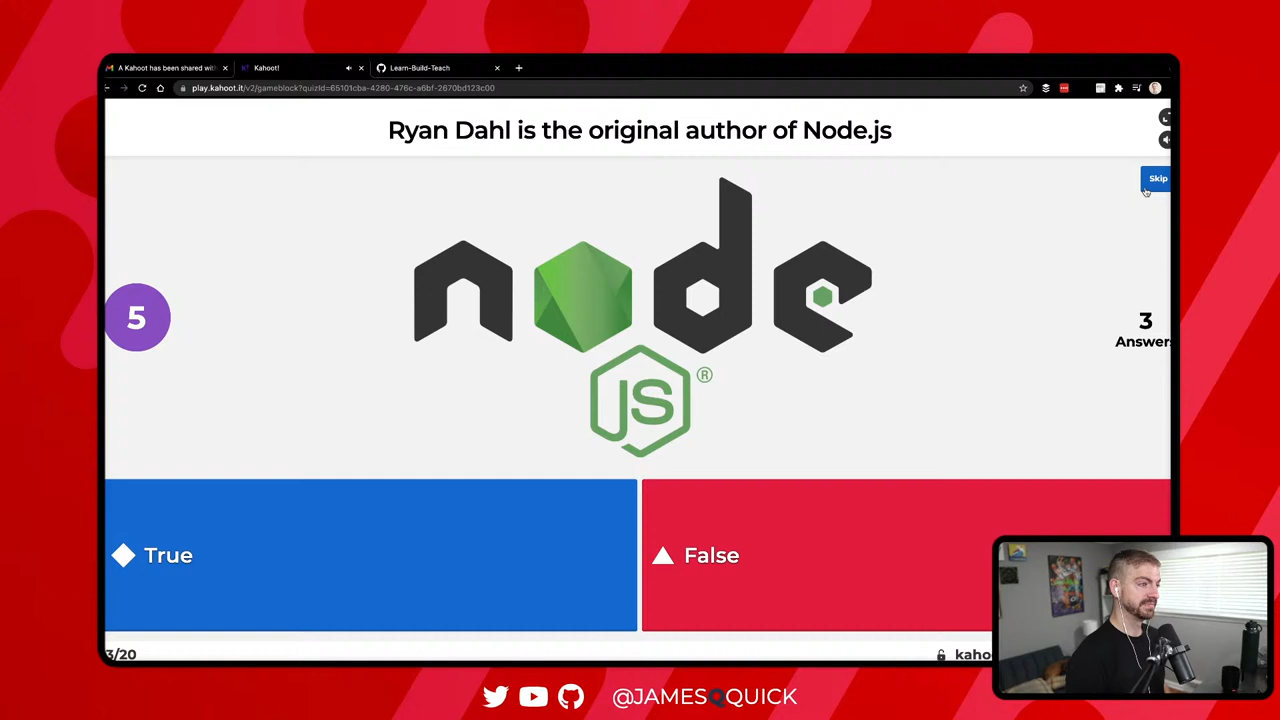 A Kahoot has been shared with
Kahoot!
Learn-Build-Teach
play.kahoot.it/v2/gameblock?quizId=65101cba-4280-476c-a6bf-2670bd123c00
Ryan Dahl is the original author of Node.js
Skip
node
JS®
5
3
Answers
True
False
3/20
kahoo
@JAMESQQUICK